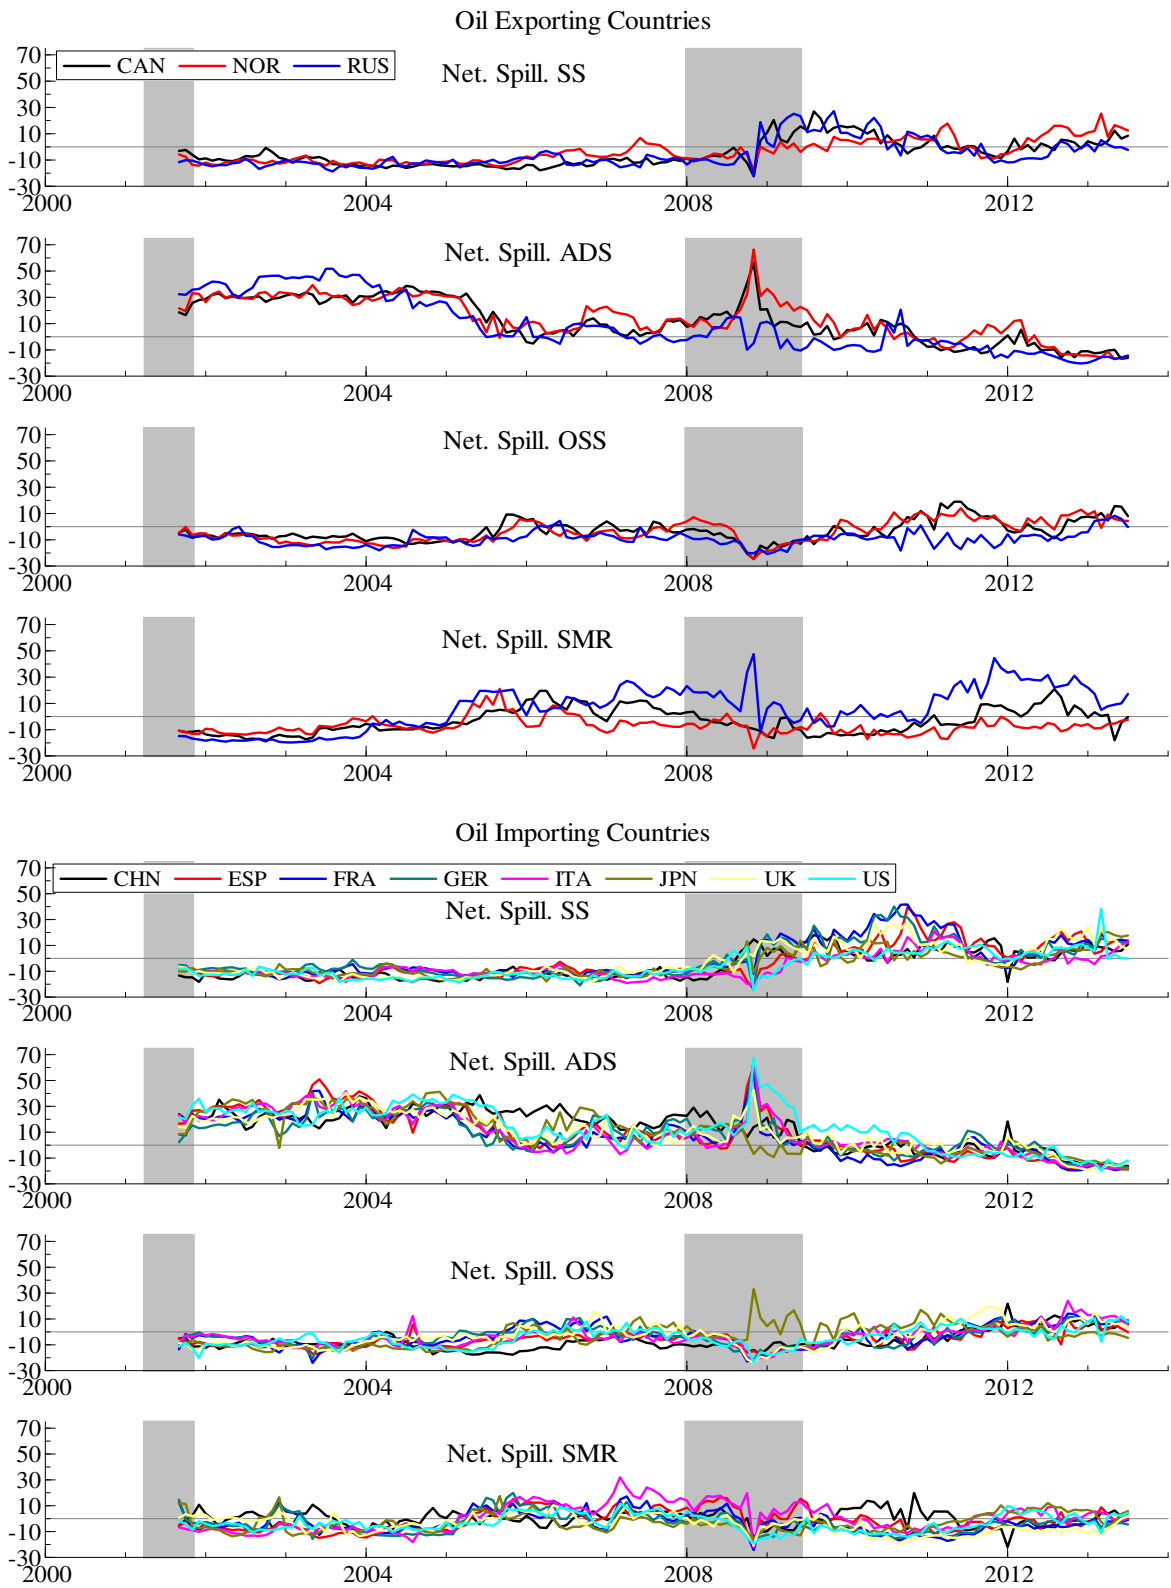 Oil Exporting Countries
70
50
30
10
-10
-30
CAN NOR RUS
Net. Spill. SS
2000 2004 2008 2012
70
50
30
10
-10
-30
Net. Spill. ADS
2000 2004 2008 2012
70
50
30
10
-10
-30
Net. Spill. OSS
2000 2004 2008 2012
70
50
30
10
-10
-30
Net. Spill. SMR
2000 2004 2008 2012
Oil Importing Countries
70
50
30
10
-10
-30
CHN ESP FRA GER ITA JPN UK US
Net. Spill. SS
2000 2004 2008 2012
70
50
30
10
-10
-30
Net. Spill. ADS
2000 2004 2008 2012
70
50
30
10
-10
-30
Net. Spill. OSS
2000 2004 2008 2012
70
50
30
10
-10
-30
Net. Spill. SMR
2000 2004 2008 2012